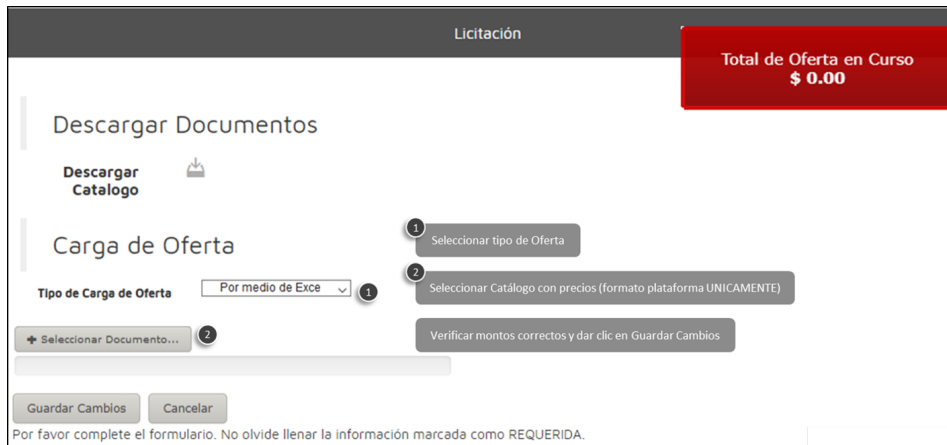 Licitación
Total de Oferta en Curso
$ 0.00
Descargar Documentos
Descargar
Catalogo
Carga de Oferta
1
Seleccionar tipo de Oferta
2
Seleccionar Catálogo con precios (formato plataforma UNICAMENTE)
Tipo de Carga de Oferta
Por medio de Exce
1
Verificar montos correctos y dar clic en Guardar Cambios
+ Seleccionar Documento...
2
Guardar Cambios
Cancelar
Por favor complete el formulario. No olvide llenar la información marcada como REQUERIDA.